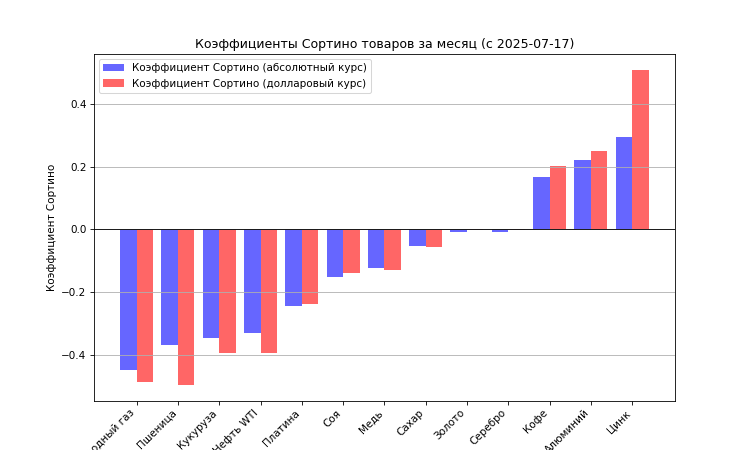 Коэффициенты Сортино товаров за месяц (с 2025-07-17)
Коэффициент Сортино (абсолютный курс)
Коэффициент Сортино (долларовый курс)
Коэффициент Сортино
0.4
0.2
0.0
−0.2
−0.4
одный газ
Пшеница
Кукуруза
Нефть WTI
Платина
Соя
Медь
Сахар
Золото
Серебро
Кофе
Алюминий
Цинк